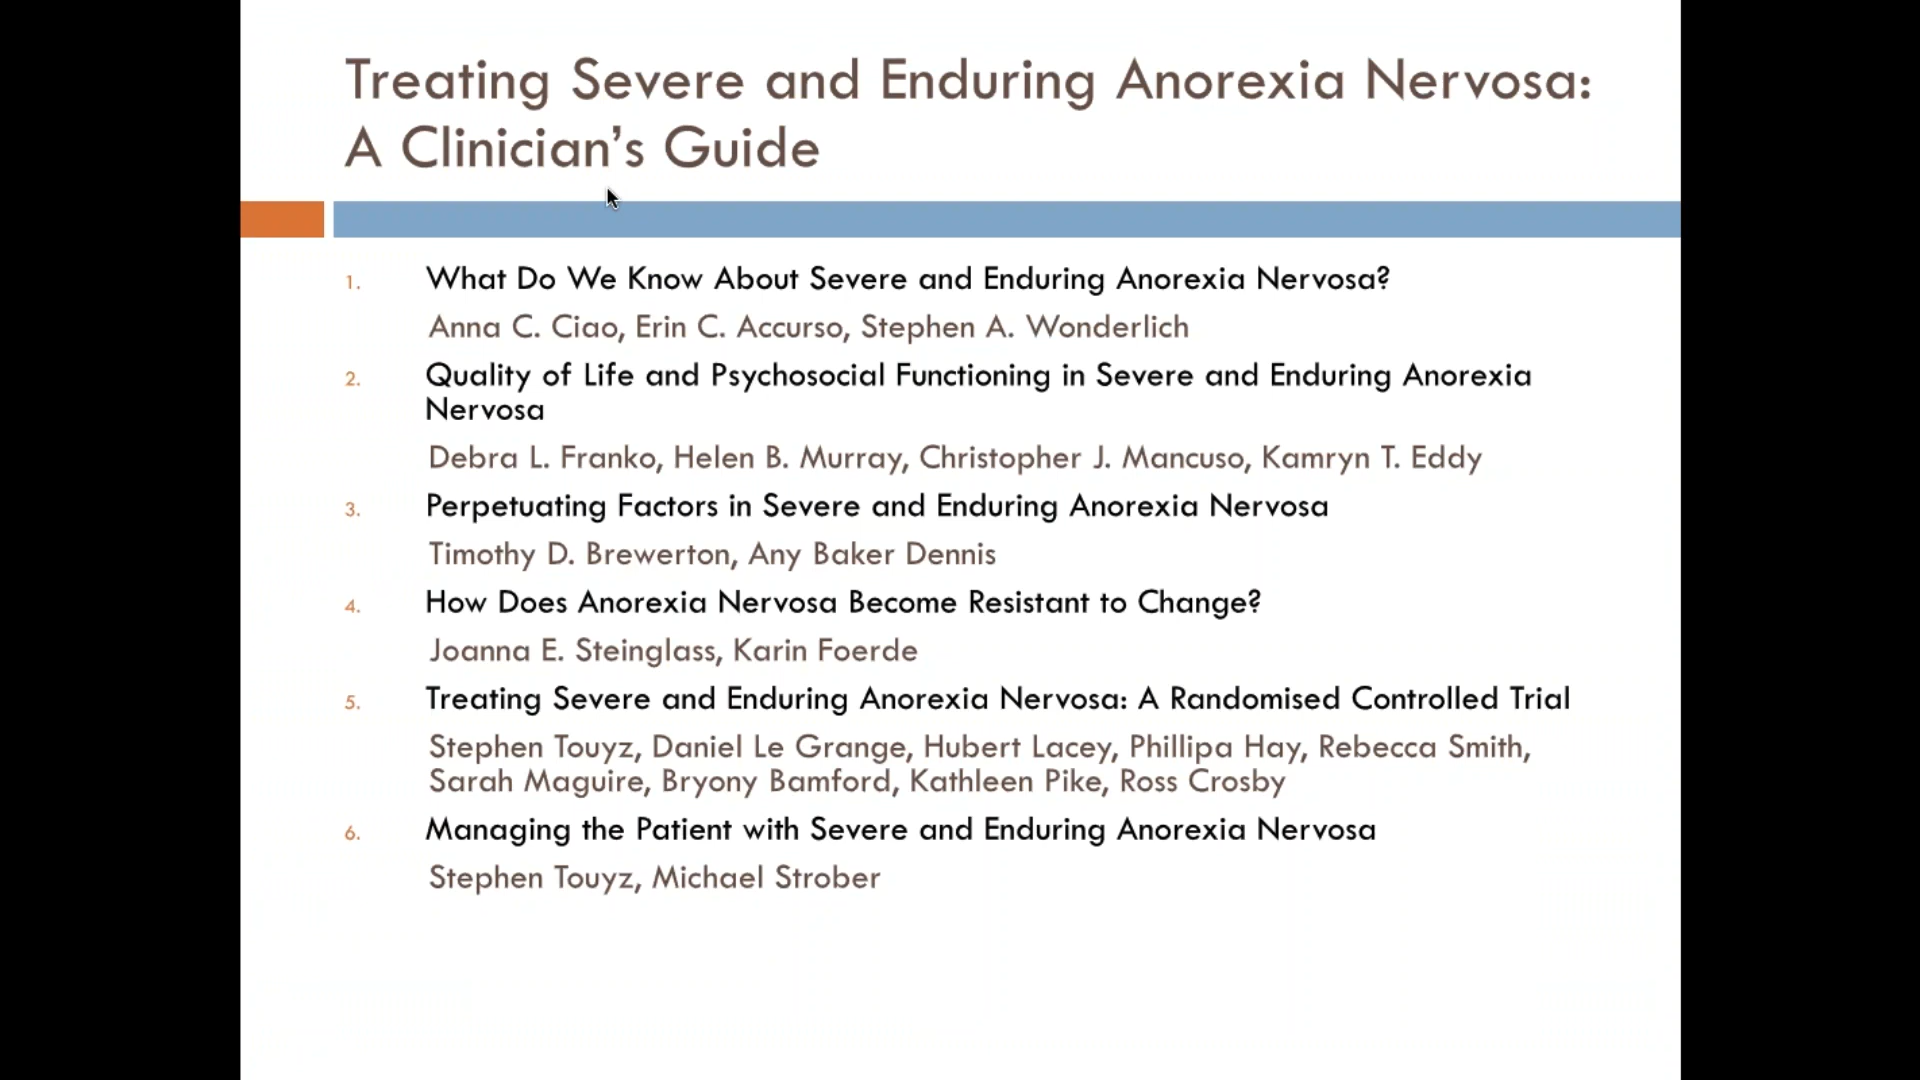 Treating Severe and Enduring Anorexia Nervosa:
A Clinician’s Guide
1. What Do We Know About Severe and Enduring Anorexia Nervosa?
Anna C. Ciao, Erin C. Accurso, Stephen A. Wonderlich
2. Quality of Life and Psychosocial Functioning in Severe and Enduring Anorexia
Nervosa
Debra L. Franko, Helen B. Murray, Christopher J. Mancuso, Kamryn T. Eddy
3. Perpetuating Factors in Severe and Enduring Anorexia Nervosa
Timothy D. Brewerton, Any Baker Dennis
4. How Does Anorexia Nervosa Become Resistant to Change?
Joanna E. Steinglass, Karin Foerde
5. Treating Severe and Enduring Anorexia Nervosa: A Randomised Controlled Trial
Stephen Touyz, Daniel Le Grange, Hubert Lacey, Phillipa Hay, Rebecca Smith,
Sarah Maguire, Bryony Bamford, Kathleen Pike, Ross Crosby
6. Managing the Patient with Severe and Enduring Anorexia Nervosa
Stephen Touyz, Michael Strober